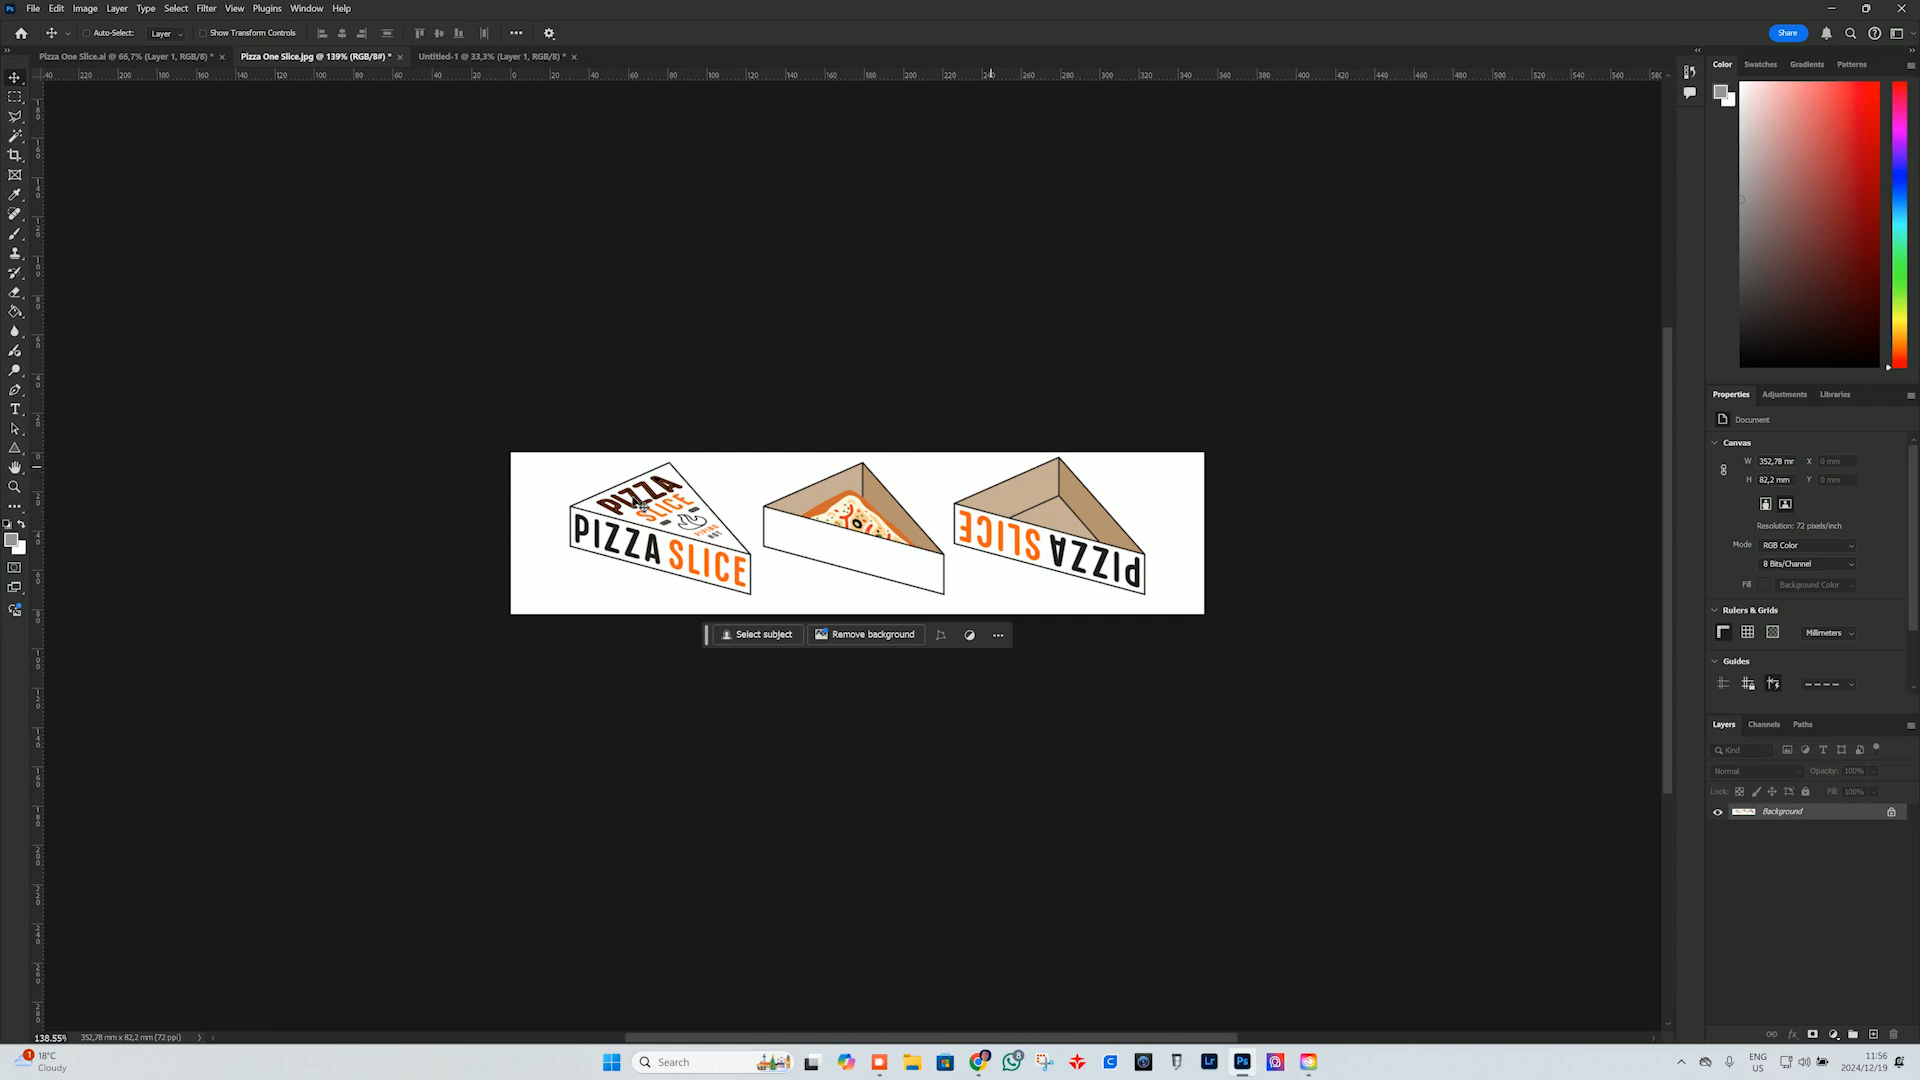 File Edit Image Layer Type Select Filter View Plugins Window Help
Auto-Select: Layer Show Transform Controls Share
Pizza One Slice.ai @ 66,7% (Layer 1, RGB/8) * Pizza One Slice.jpg @ 139% (RGB/8#) * Untitled-1 @ 33,3% (Layer 1, RGB/8) *
Color Swatches Gradients Patterns
PIZZA
SLICE
PIPING
HOT
PIZZA SLICE
PIZZA SLICE
Select subject Remove background
Properties Adjustments Libraries
Document
Canvas
W 352,78 mr X 0 mm
H 82,2 mm Y 0 mm
Resolution: 72 pixels/inch
Mode RGB Color
8 Bits/Channel
Fill Background Color
Rulers & Grids
Millimeters
Guides
Layers Channels Paths
Kind
Normal Opacity: 100%
Lock: Fill: 100%
Background
138.55% 352,78 mm x 82,2 mm (72 ppi)
1 18°C
Cloudy
Search
8
ENG
US
11:56
2024/12/19